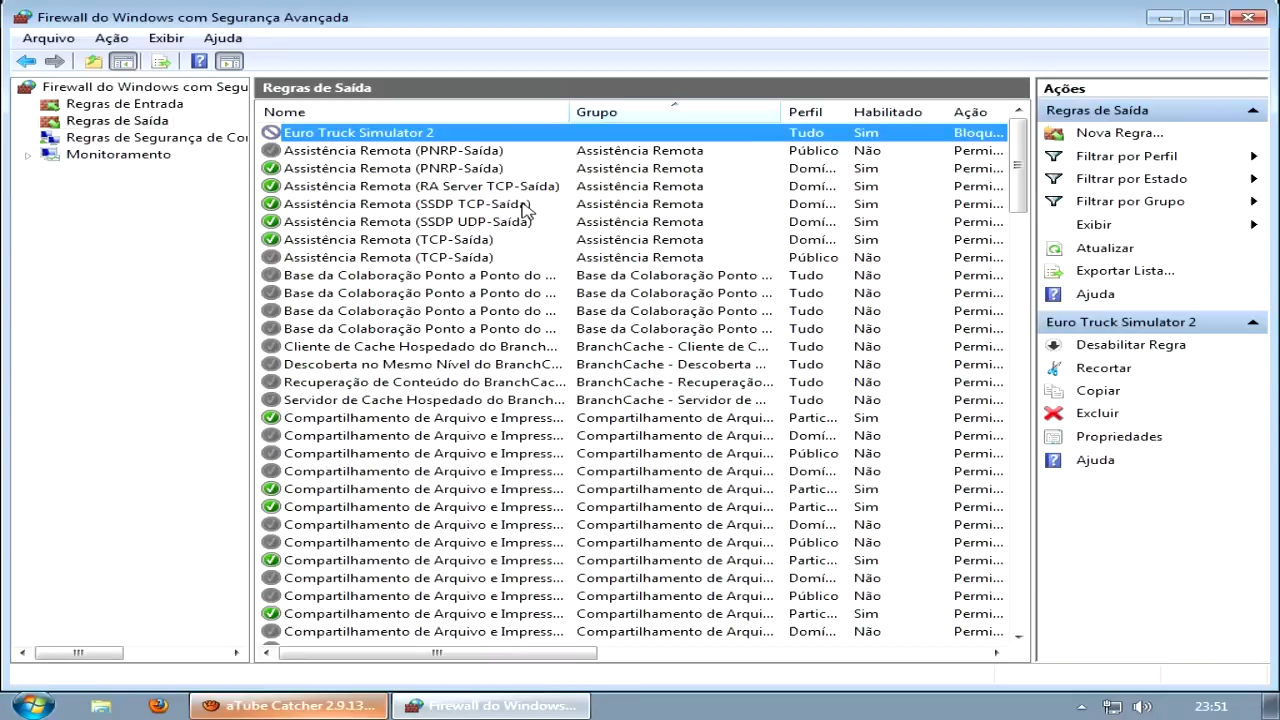 Firewall do Windows com Segurança Avançada
Arquivo Ação Exibir Ajuda
Firewall do Windows com Segu
Regras de Entrada
Regras de Saída
Regras de Segurança de Co
Monitoramento
Regras de Saída
Nome Grupo Perfil Habilitado Ação
Euro Truck Simulator 2 Tudo Sim Bloqu...
Assistência Remota (PNRP-Saída) Assistência Remota Público Não Permi...
Assistência Remota (PNRP-Saída) Assistência Remota Domí... Sim Permi...
Assistência Remota (RA Server TCP-Saída) Assistência Remota Domí... Sim Permi...
Assistência Remota (SSDP TCP-Saída) Assistência Remota Domí... Sim Permi...
Assistência Remota (SSDP UDP-Saída) Assistência Remota Domí... Sim Permi...
Assistência Remota (TCP-Saída) Assistência Remota Domí... Sim Permi...
Assistência Remota (TCP-Saída) Assistência Remota Público Não Permi...
Base da Colaboração Ponto a Ponto do ... Base da Colaboração Ponto ... Tudo Não Permi...
Base da Colaboração Ponto a Ponto do ... Base da Colaboração Ponto ... Tudo Não Permi...
Base da Colaboração Ponto a Ponto do ... Base da Colaboração Ponto ... Tudo Não Permi...
Base da Colaboração Ponto a Ponto do ... Base da Colaboração Ponto ... Tudo Não Permi...
Cliente de Cache Hospedado do Branch... BranchCache - Cliente de C... Tudo Não Permi...
Descoberta no Mesmo Nível do BranchC... BranchCache - Descoberta ... Tudo Não Permi...
Recuperação de Conteúdo do BranchCac... BranchCache - Recuperação... Tudo Não Permi...
Servidor de Cache Hospedado do Branch... BranchCache - Servidor de ... Tudo Não Permi...
Compartilhamento de Arquivo e Impress... Compartilhamento de Arqui... Partic... Sim Permi...
Compartilhamento de Arquivo e Impress... Compartilhamento de Arqui... Domí... Não Permi...
Compartilhamento de Arquivo e Impress... Compartilhamento de Arqui... Público Não Permi...
Compartilhamento de Arquivo e Impress... Compartilhamento de Arqui... Domí... Não Permi...
Compartilhamento de Arquivo e Impress... Compartilhamento de Arqui... Partic... Sim Permi...
Compartilhamento de Arquivo e Impress... Compartilhamento de Arqui... Partic... Sim Permi...
Compartilhamento de Arquivo e Impress... Compartilhamento de Arqui... Domí... Não Permi...
Compartilhamento de Arquivo e Impress... Compartilhamento de Arqui... Público Não Permi...
Compartilhamento de Arquivo e Impress... Compartilhamento de Arqui... Partic... Sim Permi...
Compartilhamento de Arquivo e Impress... Compartilhamento de Arqui... Domí... Não Permi...
Compartilhamento de Arquivo e Impress... Compartilhamento de Arqui... Público Não Permi...
Compartilhamento de Arquivo e Impress... Compartilhamento de Arqui... Partic... Sim Permi...
Compartilhamento de Arquivo e Impress... Compartilhamento de Arqui... Domí... Não Permi...
Ações
Regras de Saída
Nova Regra...
Filtrar por Perfil
Filtrar por Estado
Filtrar por Grupo
Exibir
Atualizar
Exportar Lista...
Ajuda
Euro Truck Simulator 2
Desabilitar Regra
Recortar
Copiar
Excluir
Propriedades
Ajuda
aTube Catcher 2.9.13... Firewall do Windows... 23:51